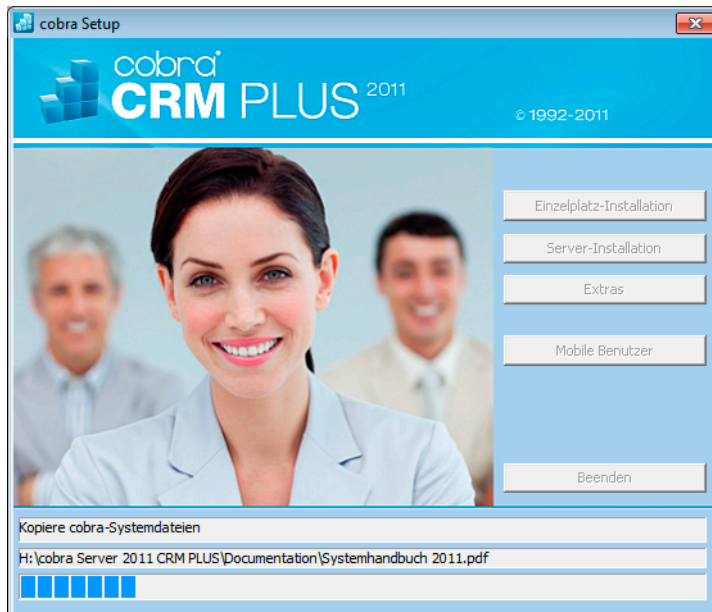 cobra Setup
cobra
CRM PLUS 2011
© 1992-2011
Einzelplatz-Installation
Server-Installation
Extras
Mobile Benutzer
Beenden
Kopiere cobra-Systemdateien
H:\cobra Server 2011 CRM PLUS\Documentation\Systemhandbuch 2011.pdf